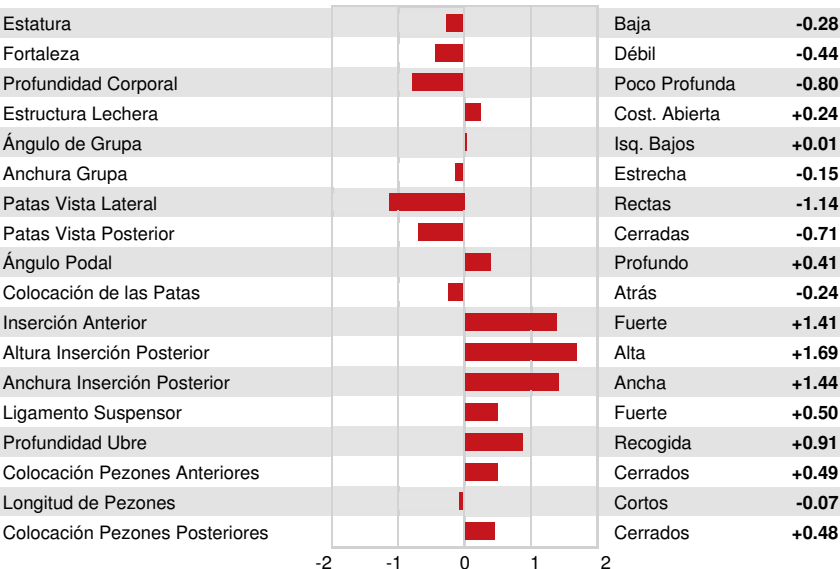 Estatura Baja -0.28
Fortaleza Débil -0.44
Profundidad Corporal Poco Profunda -0.80
Estructura Lechera Cost. Abierta +0.24
Ángulo de Grupa Isq. Bajos +0.01
Anchura Grupa Estrecha -0.15
Patas Vista Lateral Rectas -1.14
Patas Vista Posterior Cerradas -0.71
Ángulo Podal Profundo +0.41
Colocación de las Patas Atrás -0.24
Inserción Anterior Fuerte +1.41
Altura Inserción Posterior Alta +1.69
Anchura Inserción Posterior Ancha +1.44
Ligamento Suspensor Fuerte +0.50
Profundidad Ubre Recogida +0.91
Colocación Pezones Anteriores Cerrados +0.49
Longitud de Pezones Cortos -0.07
Colocación Pezones Posteriores Cerrados +0.48
-2 -1 0 1 2